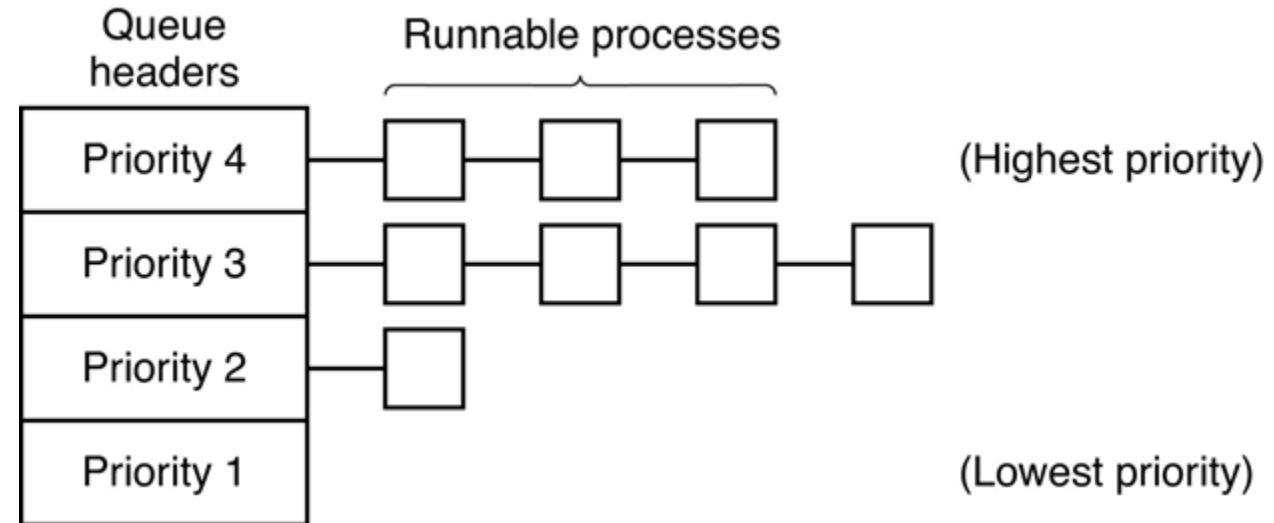 Queue
headers
Runnable processes
Priority 4
(Highest priority)
Priority 3
Priority 2
Priority 1
(Lowest priority)